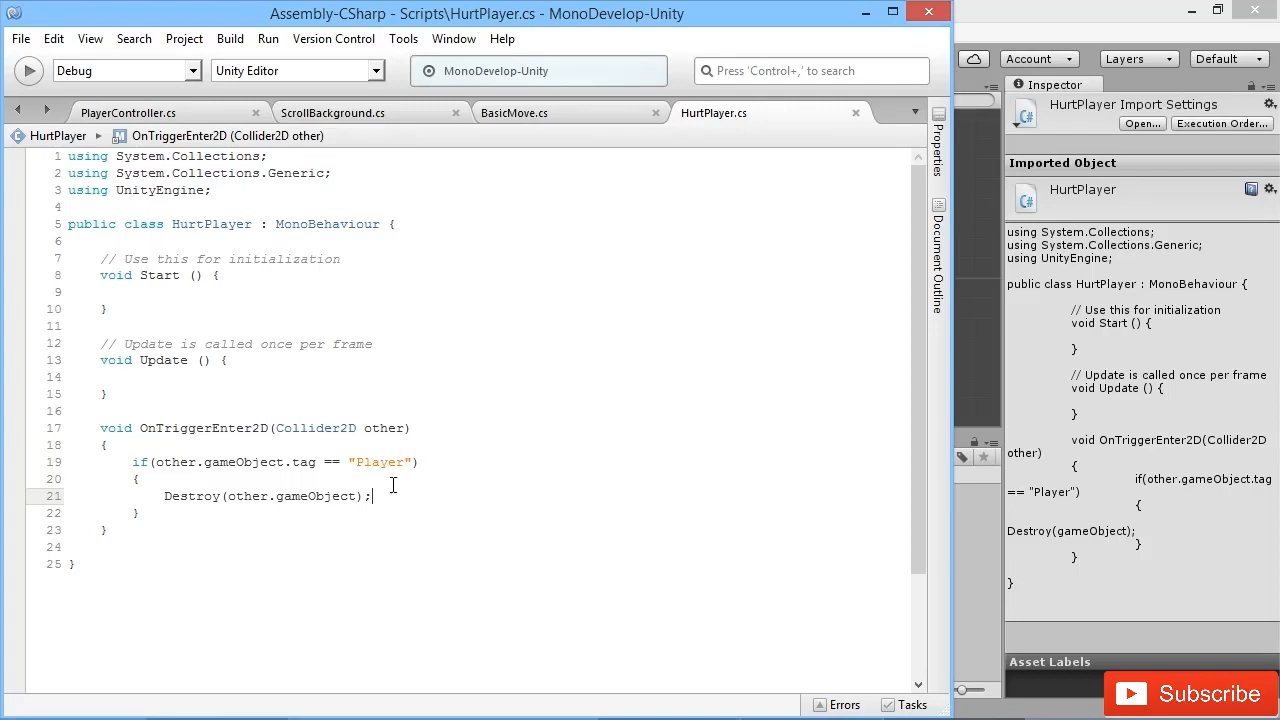 Assembly-CSharp - Scripts\HurtPlayer.cs - MonoDevelop-Unity
File Edit View Search Project Build Run Version Control Tools Window Help
Debug Unity Editor MonoDevelop-Unity Press 'Control+,' to search
PlayerController.cs ScrollBackground.cs BasicMove.cs HurtPlayer.cs
HurtPlayer OnTriggerEnter2D (Collider2D other)
1 using System.Collections;
2 using System.Collections.Generic;
3 using UnityEngine;
4
5 public class HurtPlayer : MonoBehaviour {
6
7 // Use this for initialization
8 void Start () {
9
10 }
11
12 // Update is called once per frame
13 void Update () {
14
15 }
16
17 void OnTriggerEnter2D(Collider2D other)
18 {
19 if(other.gameObject.tag == "Player")
20 {
21 Destroy(other.gameObject);
22 }
23 }
24
25 }
Properties
Document Outline
Errors Tasks
Account Layers Default
Inspector
HurtPlayer Import Settings
Open... Execution Order...
Imported Object
HurtPlayer
using System.Collections;
using System.Collections.Generic;
using UnityEngine;
public class HurtPlayer : MonoBehaviour {
// Use this for initialization
void Start () {
}
// Update is called once per frame
void Update () {
}
void OnTriggerEnter2D(Collider2D
other)
{
if(other.gameObject.tag
== "Player")
{
Destroy(gameObject);
}
}
}
Asset Labels
Subscribe